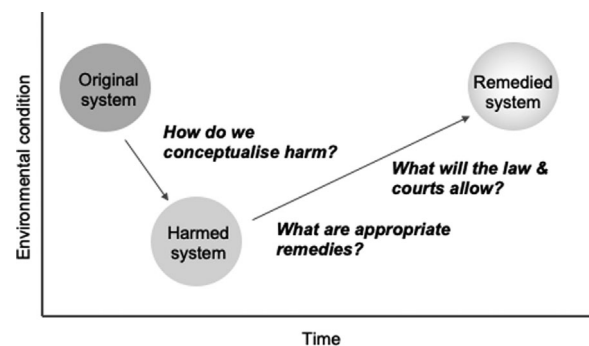 Original
system
Remedied
system
How do we
conceptualise harm?
What will the law &
courts allow?
Harmed
system
What are appropriate
remedies?
Environmental condition
Time